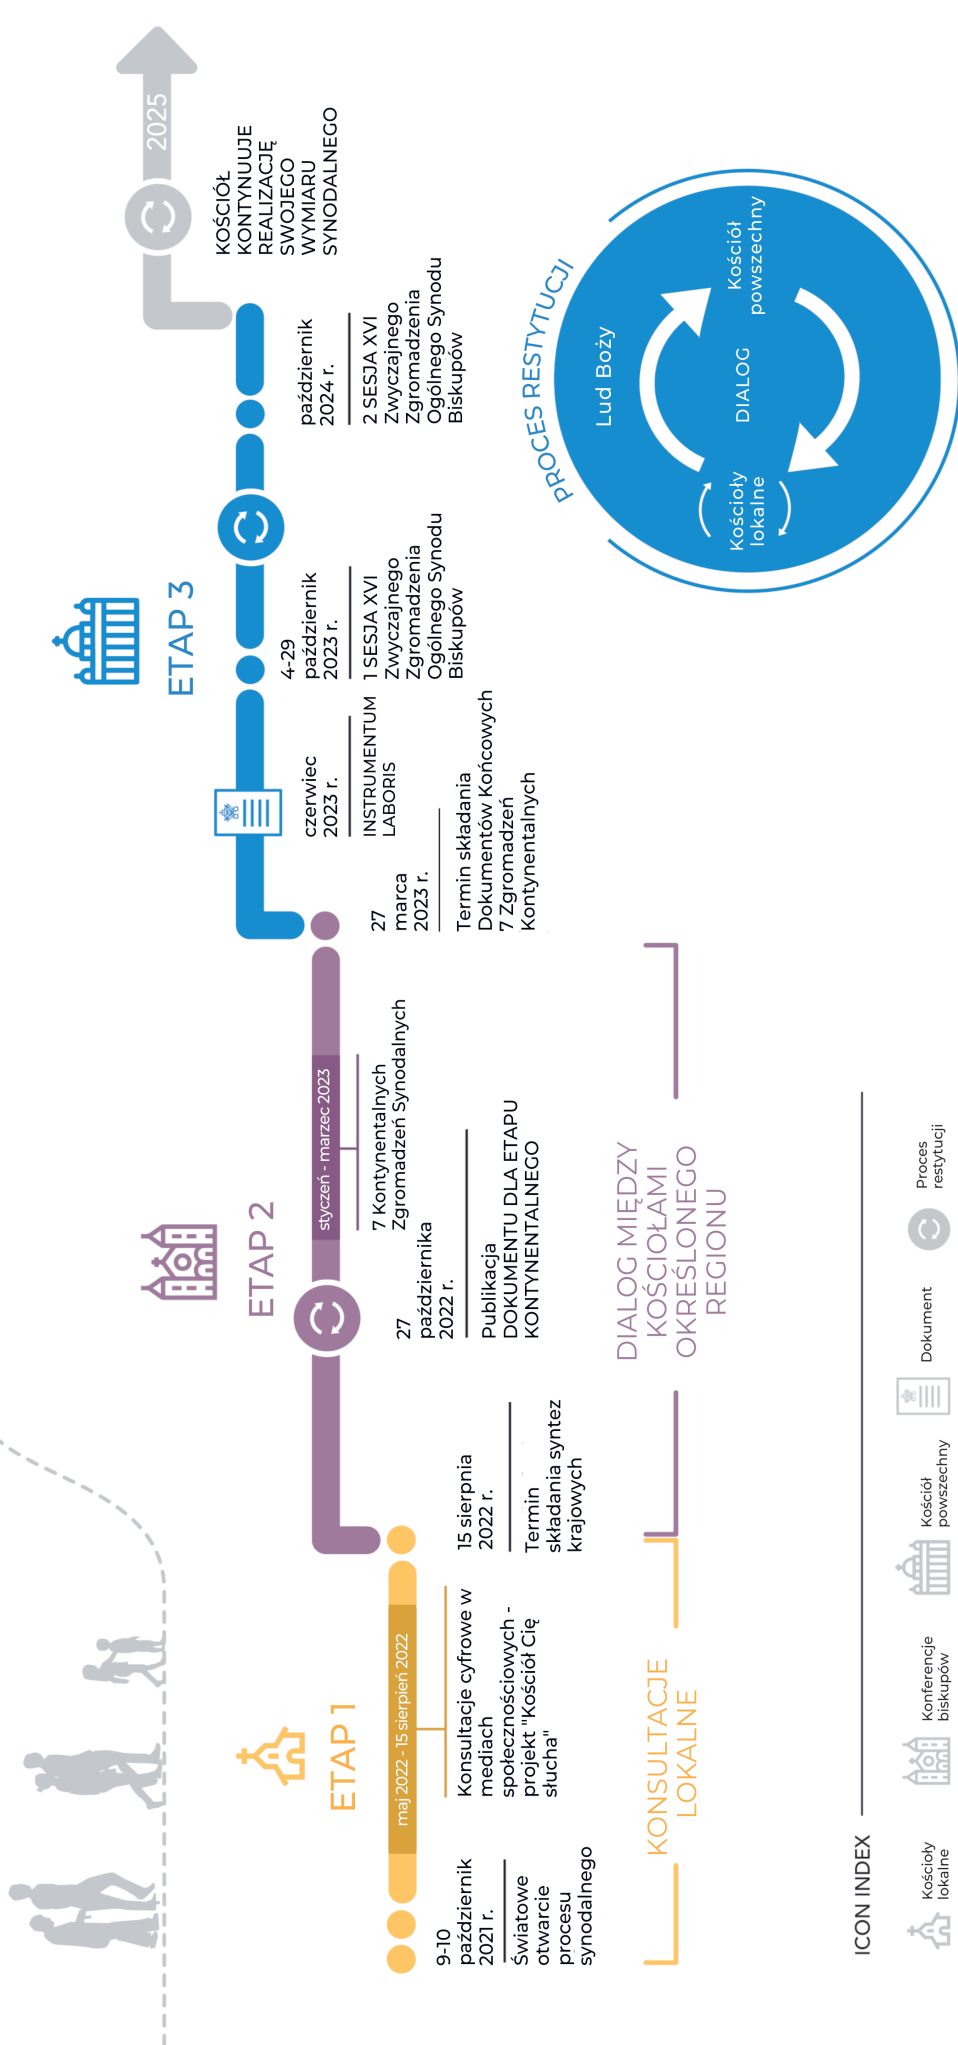 ETAP 1
maj 2022 - 15 sierpień 2022
9-10
październik
2021 r.
Światowe
otwarcie
procesu
synodalnego
Konsultacje cyfrowe w
mediach
społecznościowych -
projekt "Kościół Cię
słucha"
15 sierpnia
2022 r.
Termin
składania syntez
krajowych
KONSULTACJE
LOKALNE
ETAP 2
styczeń - marzec 2023
27
października
2022 r.
Publikacja
DOKUMENTU DLA ETAPU
KONTYNENTALNEGO
7 Kontynentalnych
Zgromadzeń Synodalnych
27
marca
2023 r.
Termin składania
Dokumentów Końcowych
7 Zgromadzeń
Kontynentalnych
DIALOG MIĘDZY
KOŚCIOŁAMI
OKREŚLONEGO
REGIONU
ETAP 3
czerwiec
2023 r.
INSTRUMENTUM
LABORIS
4-29
październik
2023 r.
1 SESJA XVI
Zwyczajnego
Zgromadzenia
Ogólnego Synodu
Biskupów
październik
2024 r.
2 SESJA XVI
Zwyczajnego
Zgromadzenia
Ogólnego Synodu
Biskupów
2025
KOŚCIÓŁ
KONTYNUUJE
REALIZACJĘ
SWOJEGO
WYMIARU
SYNODALNEGO
PROCES RESTYTUCJI
Lud Boży
Kościoły
lokalne
DIALOG
Kościół
powszechny
ICON INDEX
Kościoły
lokalne
Konferencje
biskupów
Kościół
powszechny
Dokument
Proces
restytucji